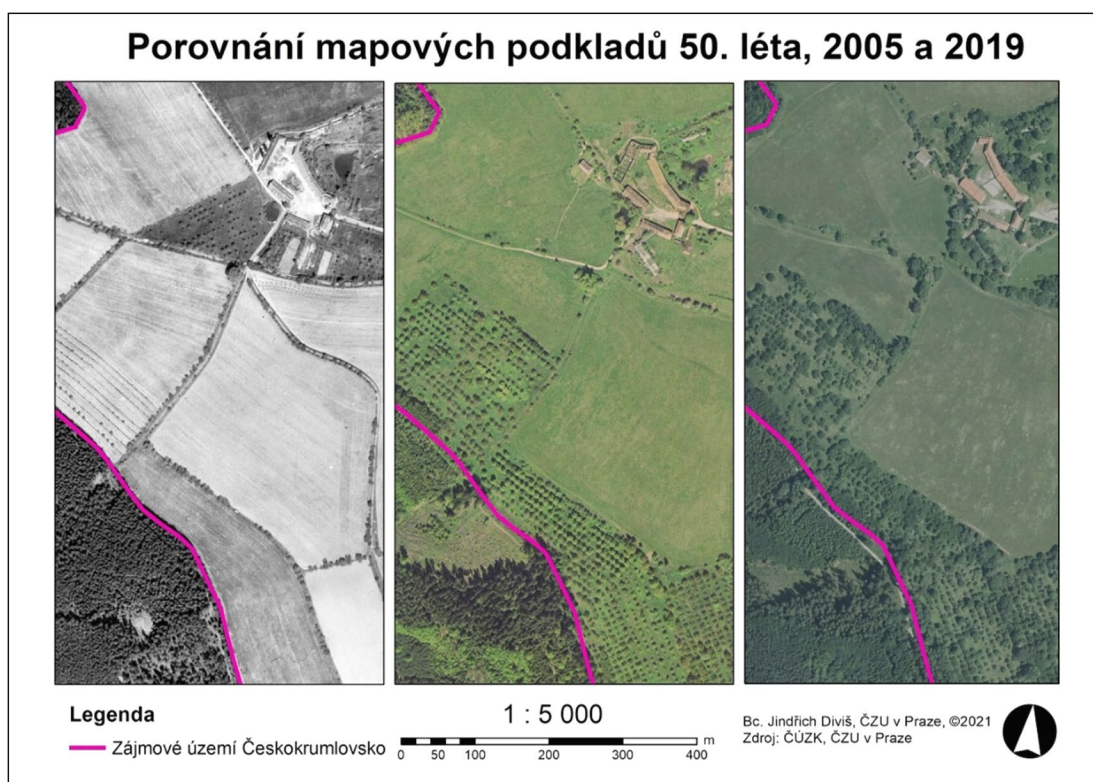 Porovnání mapových podkladů 50. léta, 2005 a 2019
Legenda
Zájmové území Českokrumlovsko
1 : 5 000
0 50 100 200 300 400 m
Bc. Jindřich Diviš, ČZU v Praze, ©2021
Zdroj: ČÚZK, ČZU v Praze